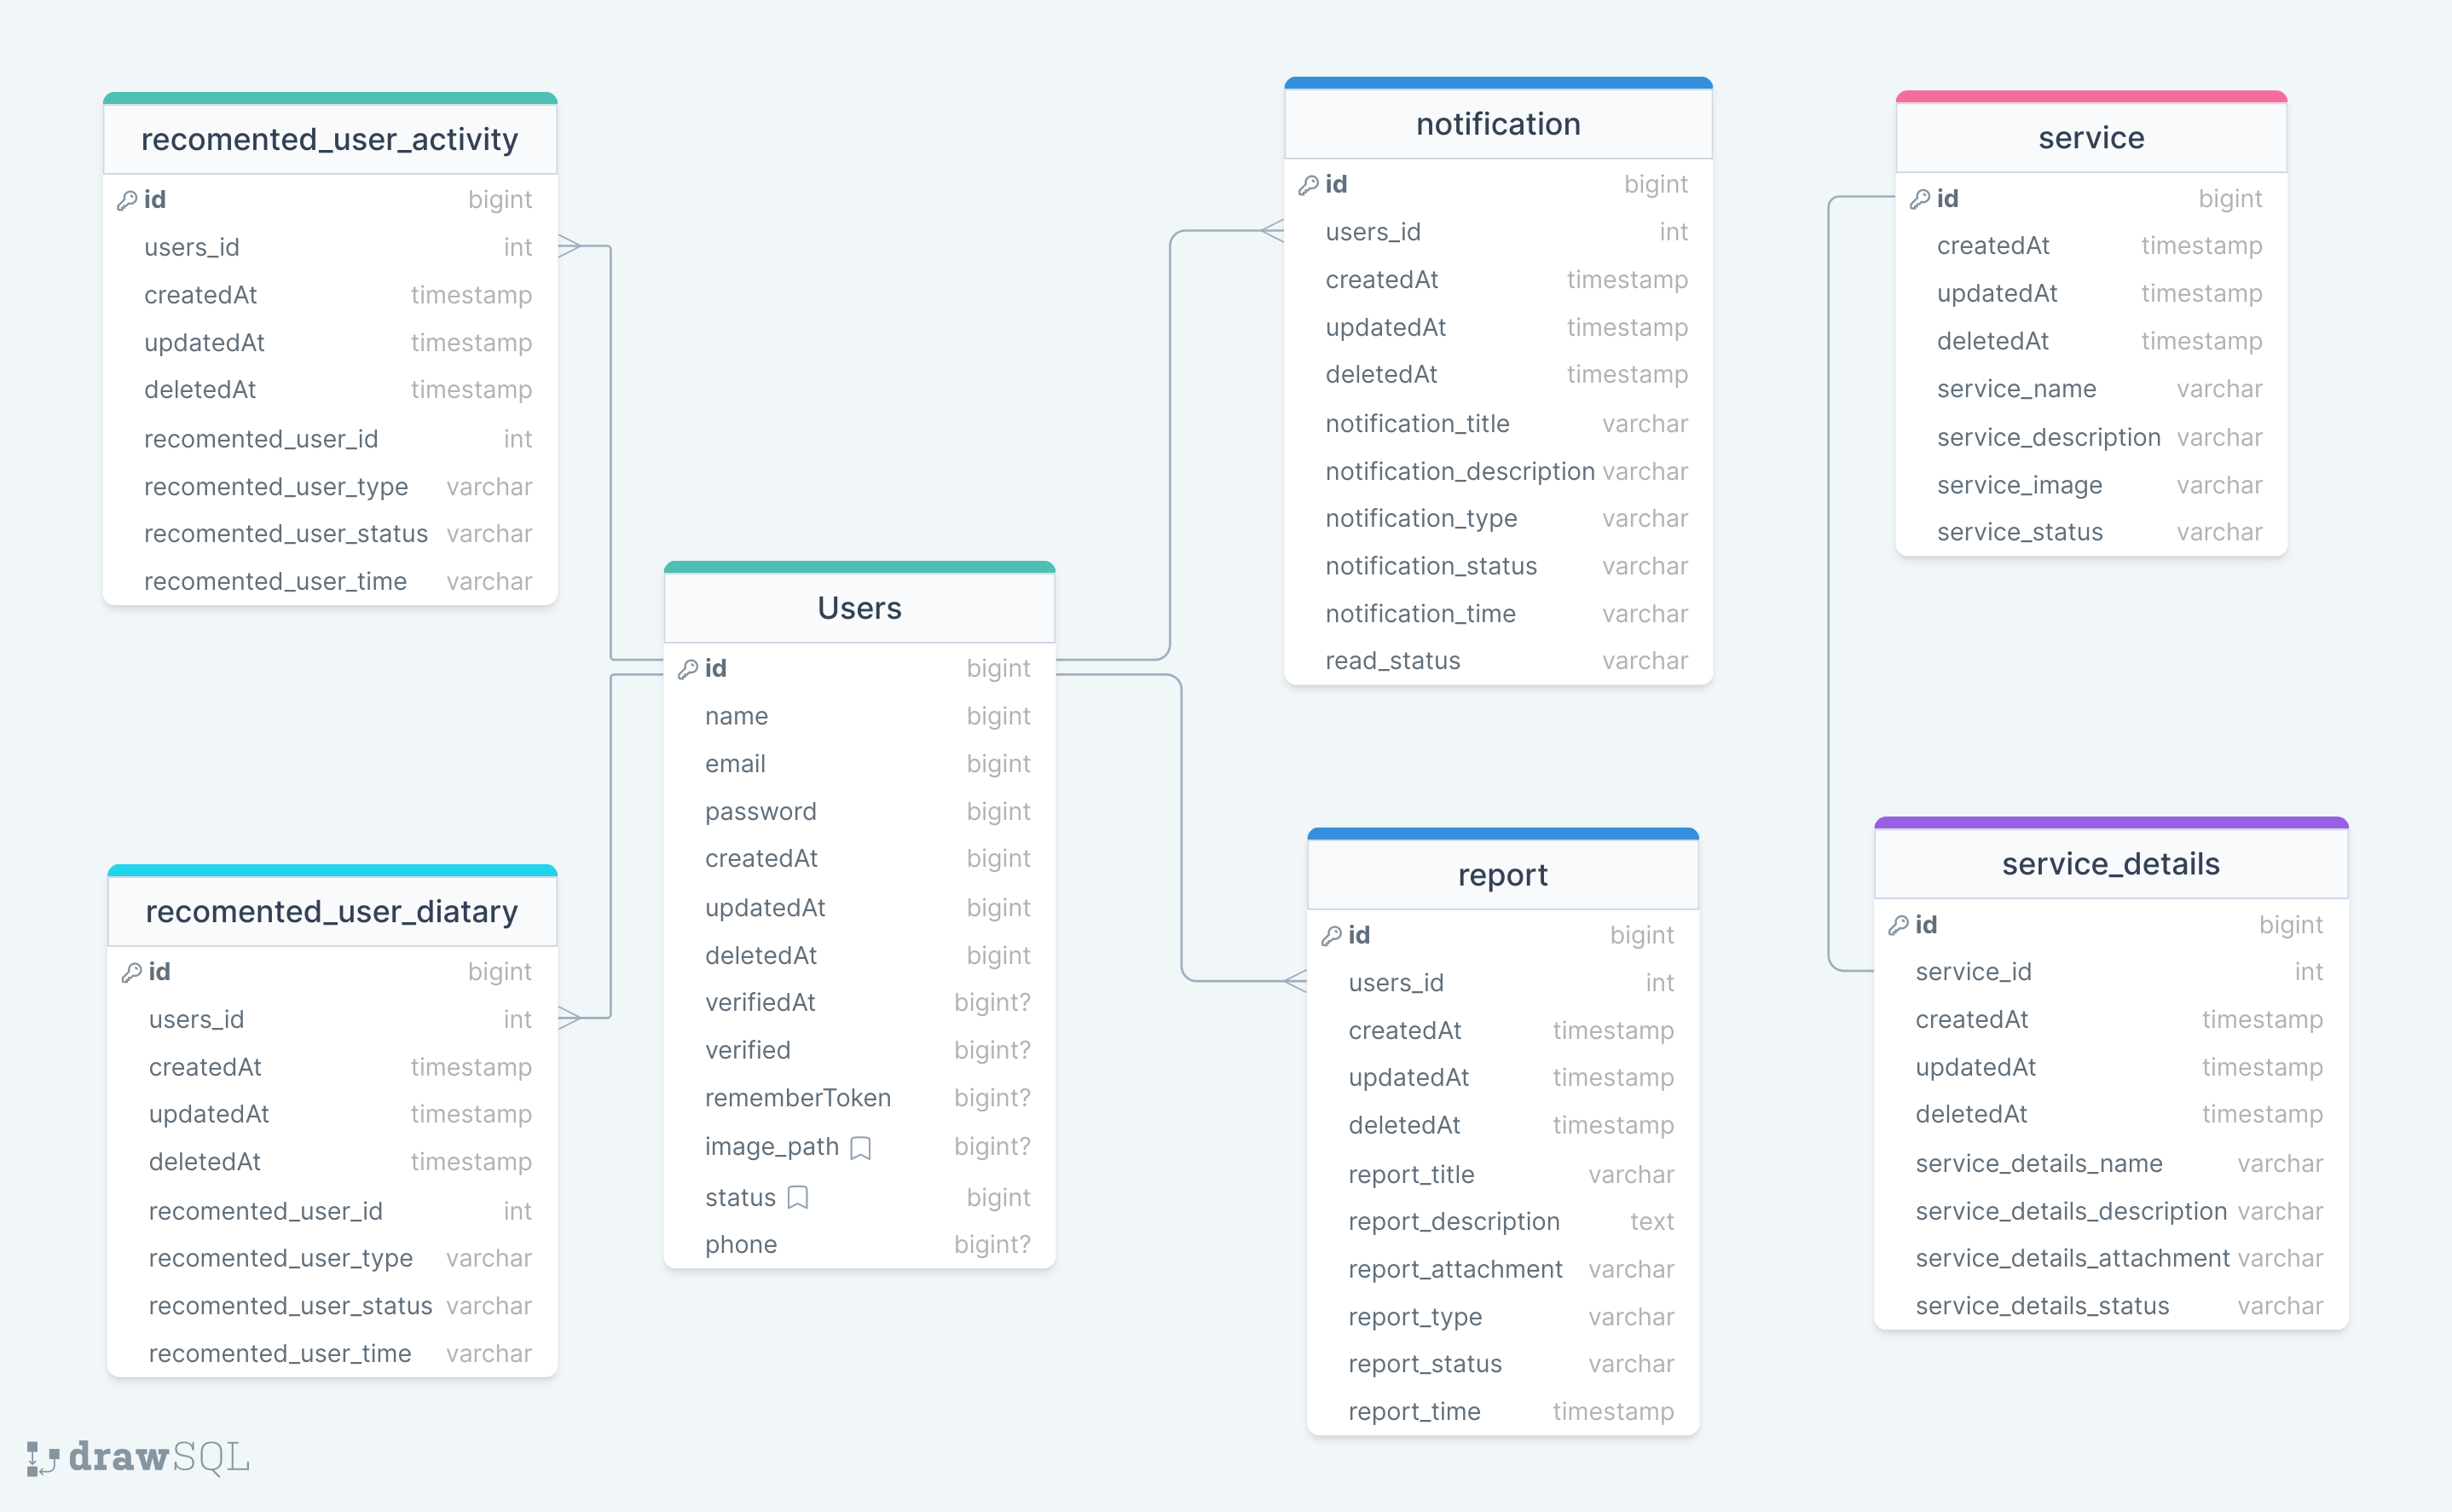 recomented_user_activity
id bigint
users_id int
createdAt timestamp
updatedAt timestamp
deletedAt timestamp
recomented_user_id int
recomented_user_type varchar
recomented_user_status varchar
recomented_user_time varchar
recomented_user_diatary
id bigint
users_id int
createdAt timestamp
updatedAt timestamp
deletedAt timestamp
recomented_user_id int
recomented_user_type varchar
recomented_user_status varchar
recomented_user_time varchar
Users
id bigint
name bigint
email bigint
password bigint
createdAt bigint
updatedAt bigint
deletedAt bigint
verifiedAt bigint?
verified bigint?
rememberToken bigint?
image_path bigint?
status bigint
phone bigint?
notification
id bigint
users_id int
createdAt timestamp
updatedAt timestamp
deletedAt timestamp
notification_title varchar
notification_description varchar
notification_type varchar
notification_status varchar
notification_time varchar
read_status varchar
report
id bigint
users_id int
createdAt timestamp
updatedAt timestamp
deletedAt timestamp
report_title varchar
report_description text
report_attachment varchar
report_type varchar
report_status varchar
report_time timestamp
service
id bigint
createdAt timestamp
updatedAt timestamp
deletedAt timestamp
service_name varchar
service_description varchar
service_image varchar
service_status varchar
service_details
id bigint
service_id int
createdAt timestamp
updatedAt timestamp
deletedAt timestamp
service_details_name varchar
service_details_description varchar
service_details_attachment varchar
service_details_status varchar
drawSQL